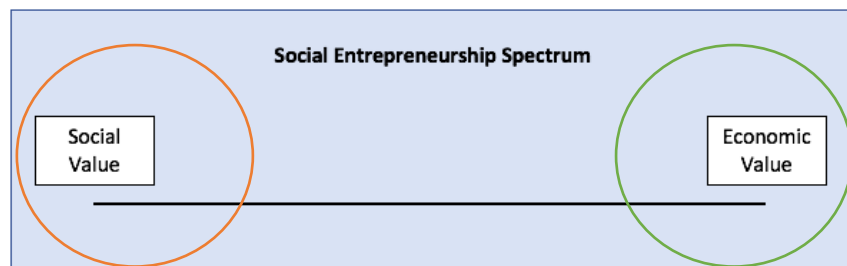 Social Entrepreneurship Spectrum
Social
Value
Economic
Value